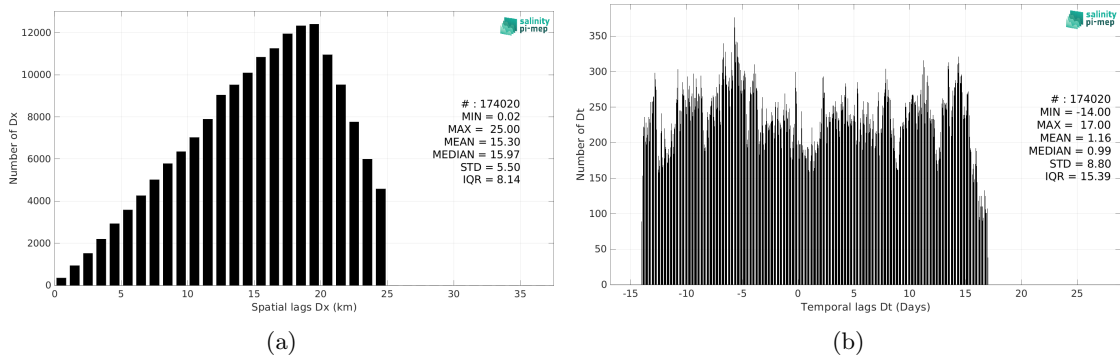 salinity
pi-mep
12000
10000
8000
6000
4000
2000
0
Number of Dx
# : 174020
MIN = 0.02
MAX = 25.00
MEAN = 15.30
MEDIAN = 15.97
STD = 5.50
IQR = 8.14
0 5 10 15 20 25 30 35
Spatial lags Dx (km)
(a)
salinity
pi-mep
350
300
250
200
150
100
50
0
Number of Dt
# : 174020
MIN = -14.00
MAX = 17.00
MEAN = 1.16
MEDIAN = 0.99
STD = 8.80
IQR = 15.39
-15 -10 -5 0 5 10 15 20 25
Temporal lags Dt (Days)
(b)